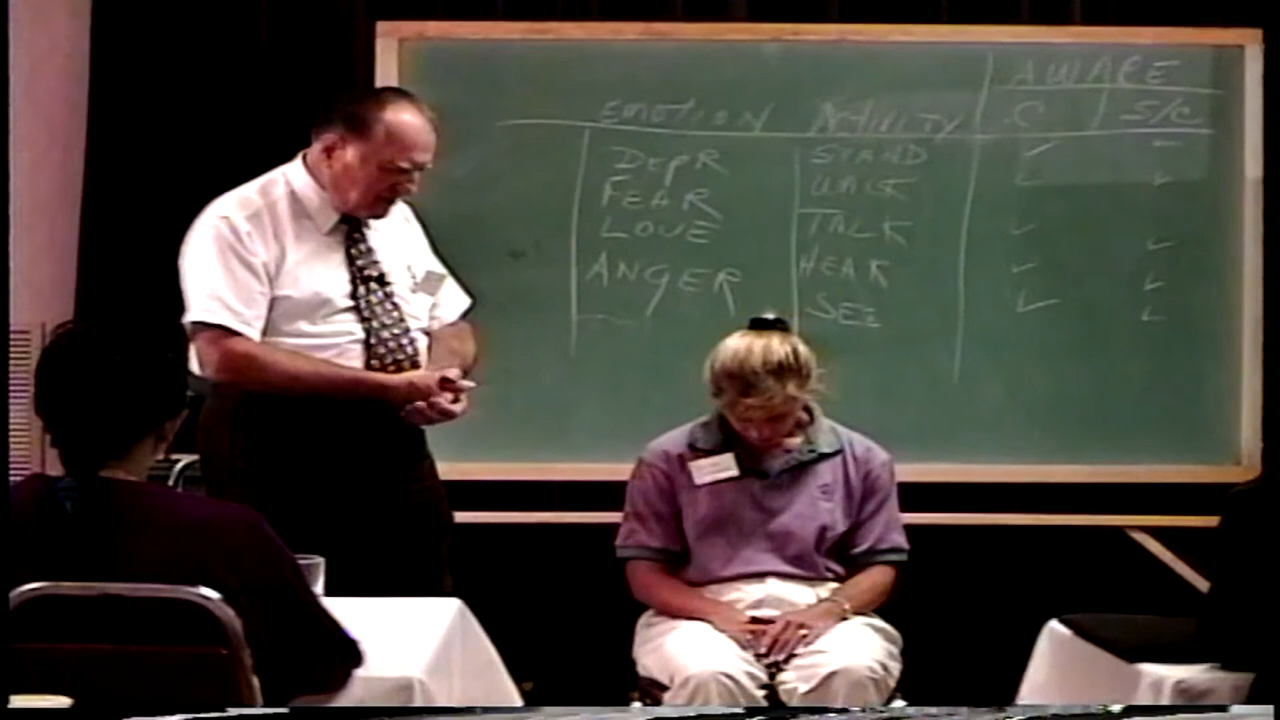 AWARE
EMOTION ACTIVITY C S/C
DEPR STAND ✓ –
FEAR WALK ✓ ✓
LOVE TALK ✓ ✓
ANGER HEAR ✓ ✓
SEE ✓ ✓